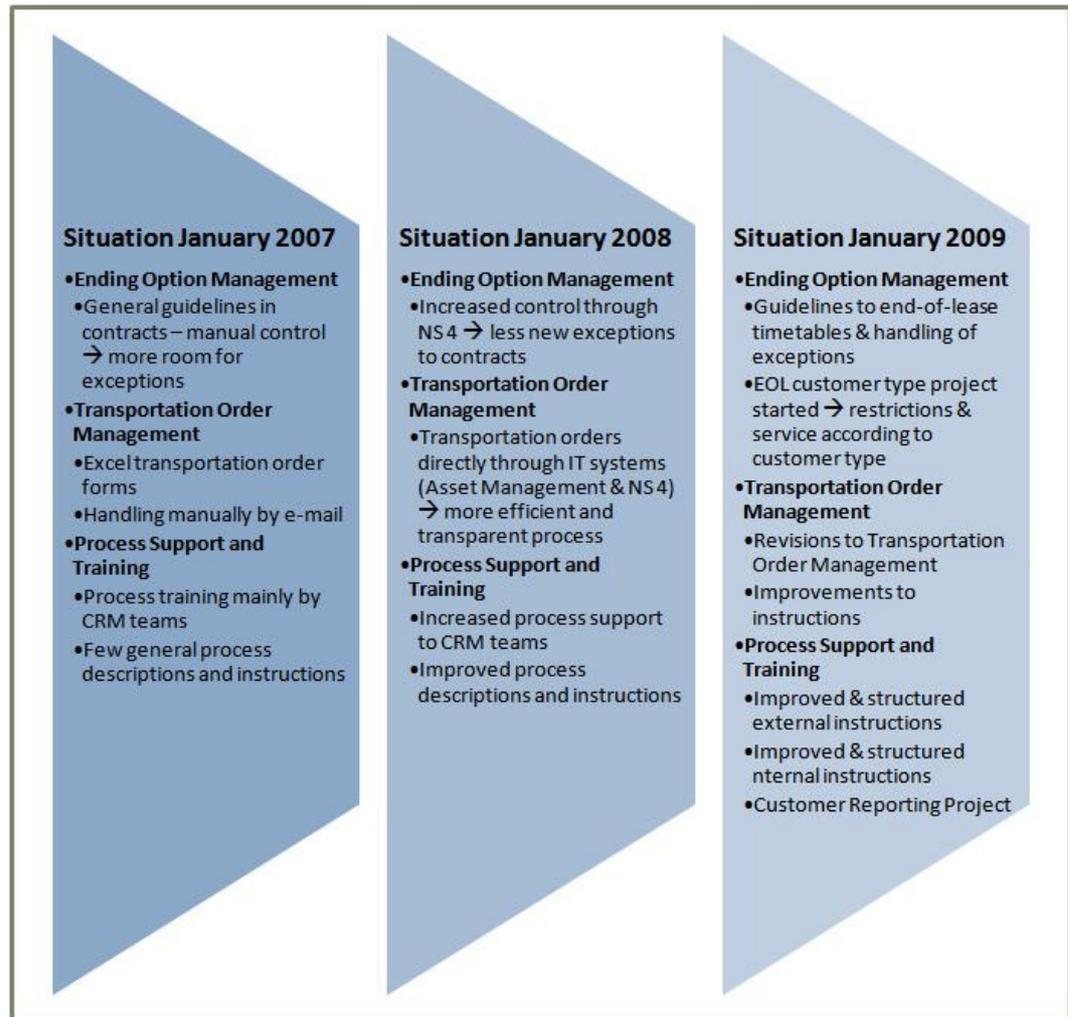 Situation January 2007
•Ending Option Management
•General guidelines in
contracts – manual control
→ more room for
exceptions
•Transportation Order
Management
•Excel transportation order
forms
•Handling manually by e-mail
•Process Support and
Training
•Process training mainly by
CRM teams
•Few general process
descriptions and instructions
Situation January 2008
•Ending Option Management
•Increased control through
NS 4 → less new exceptions
to contracts
•Transportation Order
Management
•Transportation orders
directly through IT systems
(Asset Management & NS 4)
→ more efficient and
transparent process
•Process Support and
Training
•Increased process support
to CRM teams
•Improved process
descriptions and instructions
Situation January 2009
•Ending Option Management
•Guidelines to end-of-lease
timetables & handling of
exceptions
•EOL customer type project
started → restrictions &
service according to
customer type
•Transportation Order
Management
•Revisions to Transportation
Order Management
•Improvements to
instructions
•Process Support and
Training
•Improved & structured
external instructions
•Improved & structured
nternal instructions
•Customer Reporting Project